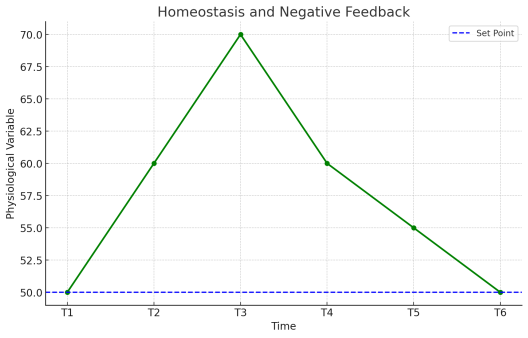 Homeostasis and Negative Feedback
Set Point
Physiological Variable
70.0
67.5
65.0
62.5
60.0
57.5
55.0
52.5
50.0
T1 T2 T3 T4 T5 T6
Time